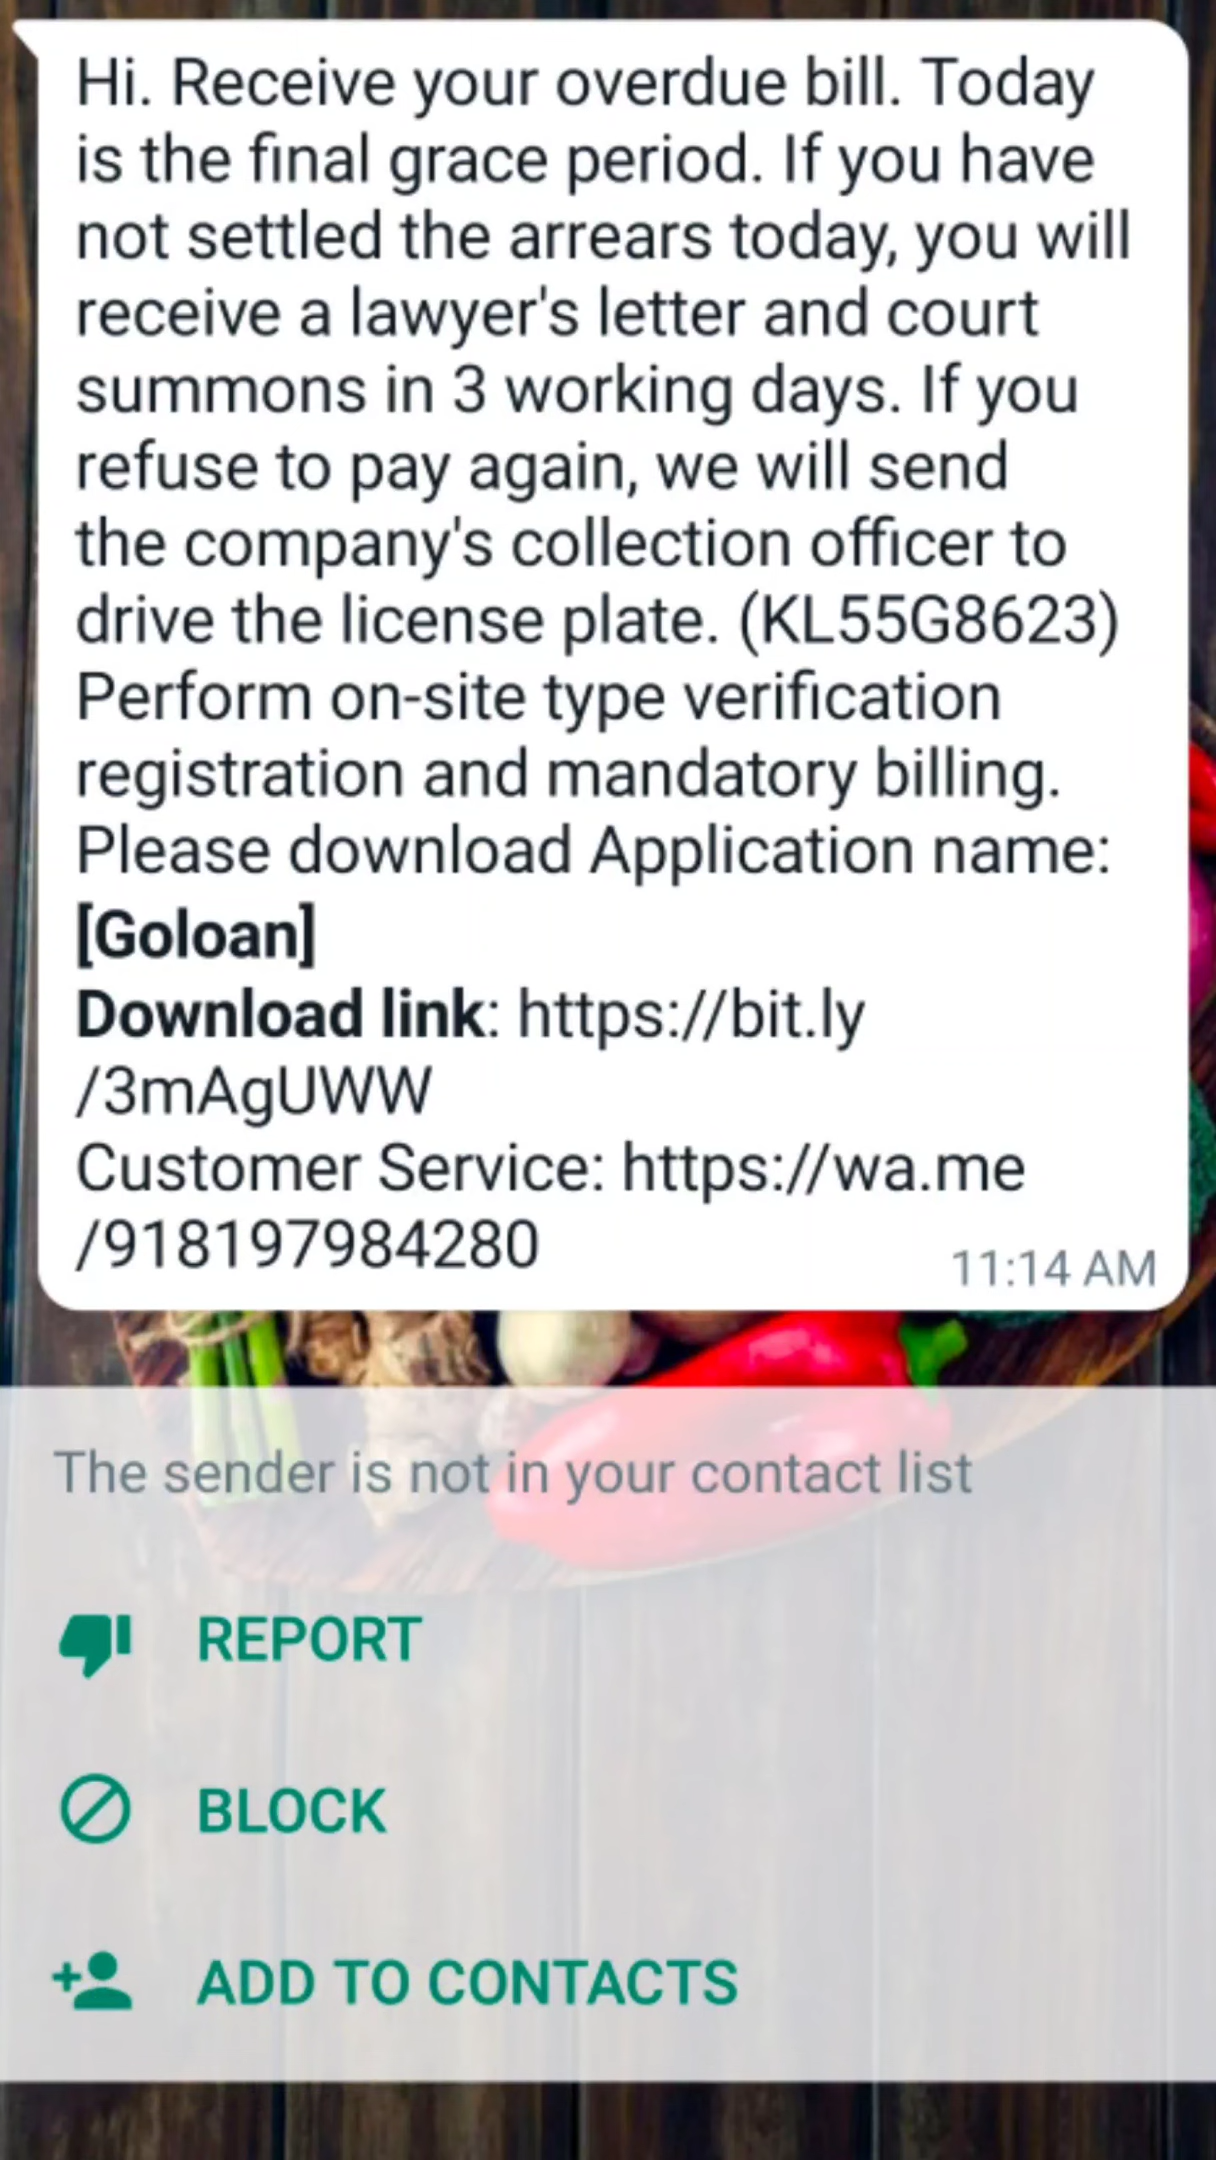 Hi. Receive your overdue bill. Today
is the final grace period. If you have
not settled the arrears today, you will
receive a lawyer's letter and court
summons in 3 working days. If you
refuse to pay again, we will send
the company's collection officer to
drive the license plate. (KL55G8623)
Perform on-site type verification
registration and mandatory billing.
Please download Application name:
[Goloan]
Download link: https://bit.ly
/3mAgUWW
Customer Service: https://wa.me
/918197984280
11:14 AM
The sender is not in your contact list
REPORT
BLOCK
ADD TO CONTACTS